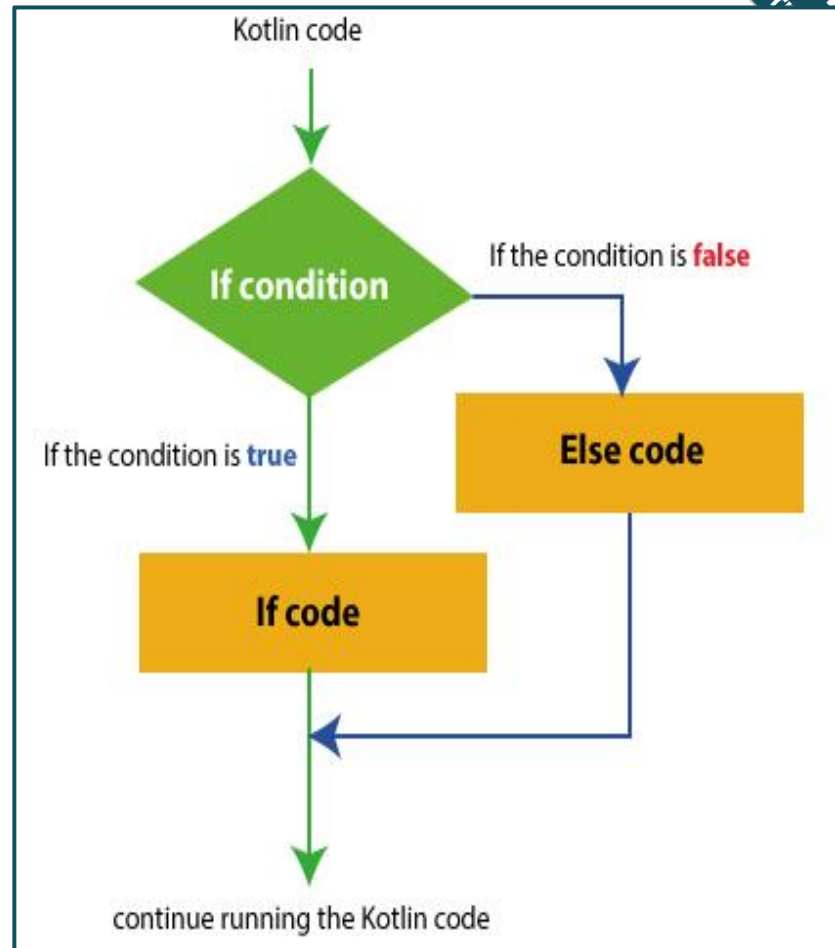 Kotlin code
If condition
If the condition is false
If the condition is true
Else code
If code
continue running the Kotlin code